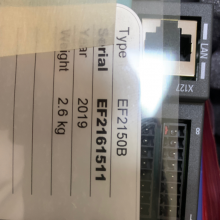 Type EF2150B
Serial EF2161511
Year 2019
Weight 2.6 kg
LAN
X127